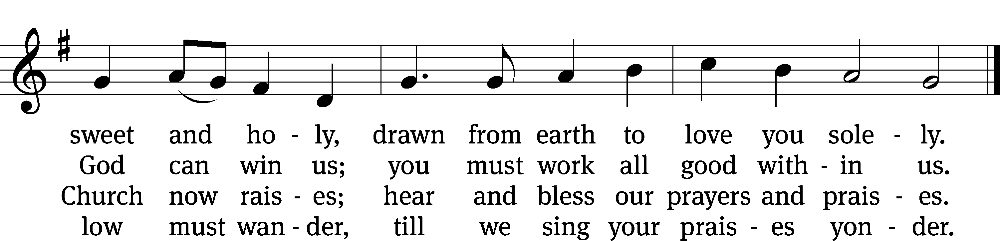 sweet and ho - ly, drawn from earth to love you sole - ly.
God can win us; you must work all good with - in us.
Church now rais - es; hear and bless our prayers and prais - es.
low must wan - der, till we sing your prais - es yon - der.